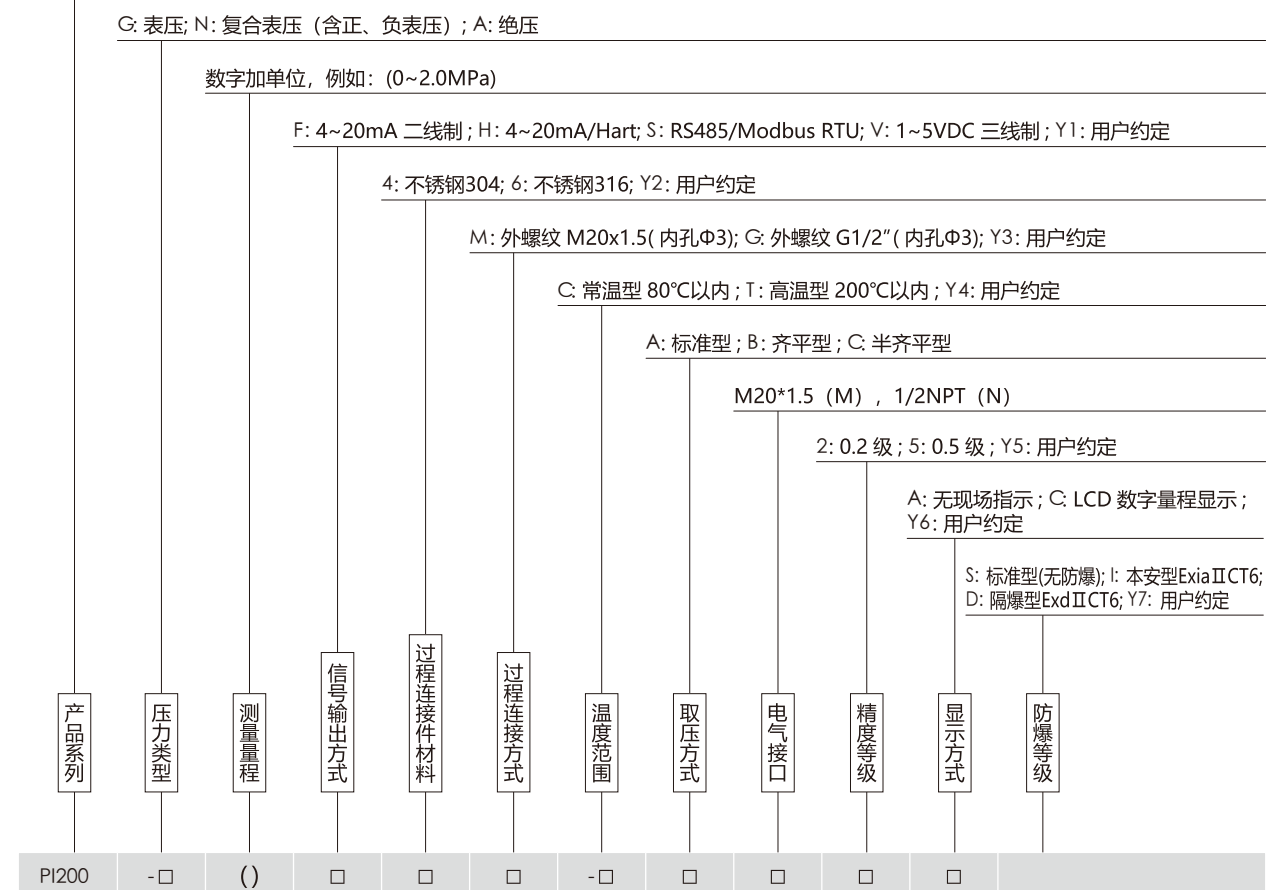 G: 表压; N: 复合表压（含正、负表压）; A: 绝压
数字加单位，例如：(0~2.0MPa)
F: 4~20mA 二线制 ; H: 4~20mA/Hart; S: RS485/Modbus RTU; V: 1~5VDC 三线制 ; Y1: 用户约定
4: 不锈钢304; 6: 不锈钢316; Y2: 用户约定
M: 外螺纹 M20x1.5( 内孔Φ3); G: 外螺纹 G1/2″( 内孔Φ3); Y3: 用户约定
C: 常温型 80℃以内 ; T: 高温型 200℃以内 ; Y4: 用户约定
A: 标准型 ; B: 齐平型 ; C: 半齐平型
M20*1.5（M），1/2NPT（N）
2: 0.2 级 ; 5: 0.5 级 ; Y5: 用户约定
A: 无现场指示 ; C: LCD 数字量程显示 ;
Y6: 用户约定
S: 标准型(无防爆); I: 本安型ExiaⅡCT6;
D: 隔爆型ExdⅡCT6; Y7: 用户约定
产品系列
压力类型
测量量程
信号输出方式
过程连接件材料
过程连接方式
温度范围
取压方式
电气接口
精度等级
显示方式
防爆等级
PI200 -□ () □ □ □ -□ □ □ □ □